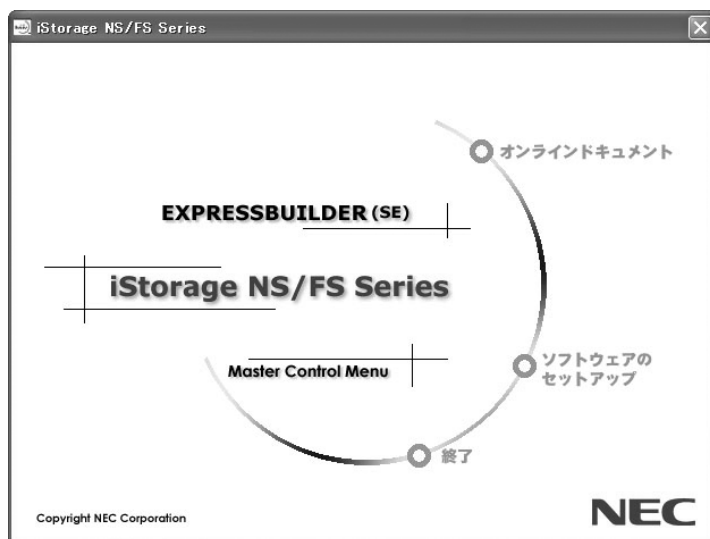 iStorage NS/FS Series
オンラインドキュメント
EXPRESSBUILDER (SE)
iStorage NS/FS Series
ソフトウェアの
セットアップ
Master Control Menu
終了
Copyright NEC Corporation
NEC